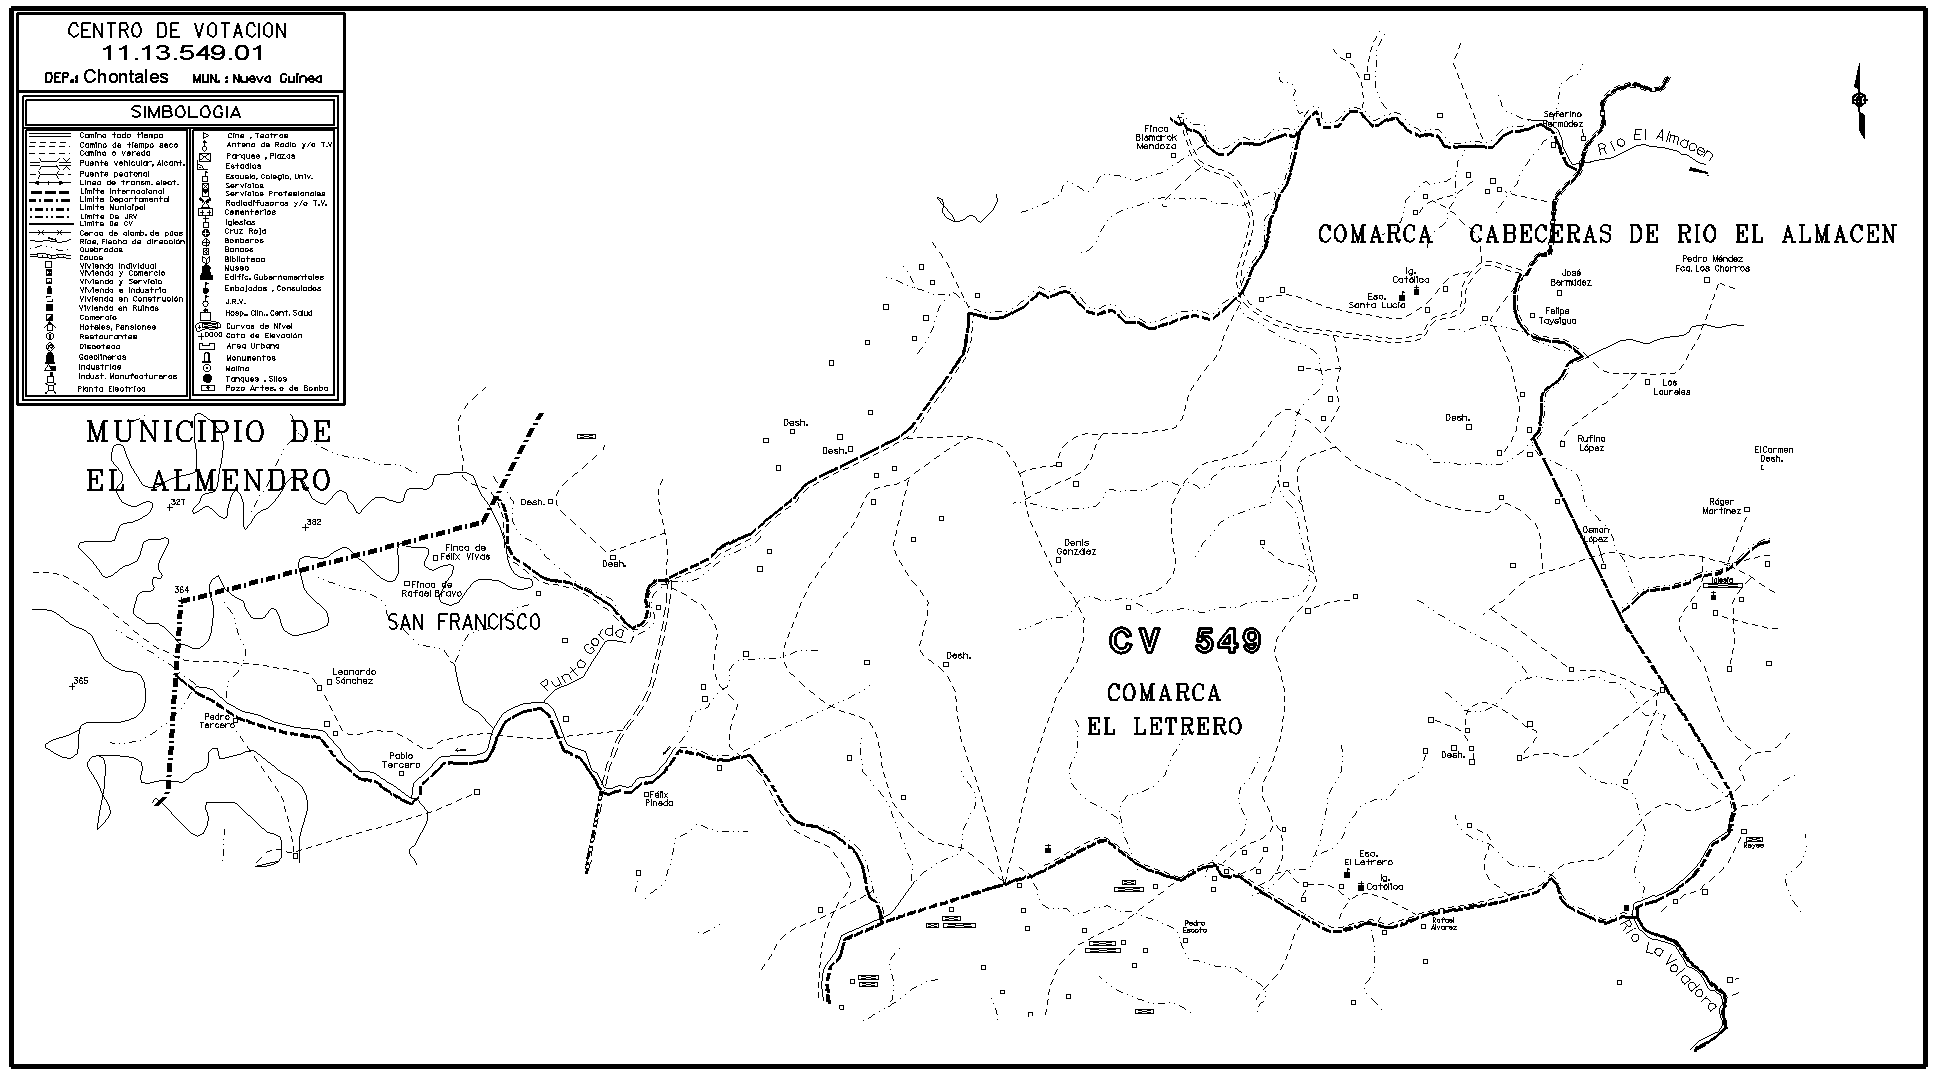 CENTRO DE VOTACION
11.13.549.01
DEP.: Chontales MUN.: Nueva Guinea
SIMBOLOGIA
Camino todo tiempo
Camino de tiempo seco
Camino o vereda
Puente vehicular, Alcant.
Puente peatonal
Linea de transm. elect.
Limite Internacional
Limite Departamental
Limite Municipal
Limite De JRV
Limite De CV
Cerca de alamb. de púas
Rios, Flecha de dirección
Quebradas
Cauce
Vivienda Individual
Vivienda y Comercio
Vivienda y Servicio
Vivienda e Industria
Vivienda en Construción
Vivienda en Ruinas
Comercio
Hoteles, Pensiones
Restaurantes
Discoteca
Gasolineras
Industrias
Indust. Manufactureras
Planta Electrica
Cine , Teatros
Antena de Radio y/o T.V
Parques , Plazas
Estadios
Escuela, Colegio, Univ.
Servicios
Servicios Profesionales
Radiodifusoras y/o T.V.
Cementerios
Iglesias
Cruz Roja
Bomberos
Bancos
Biblioteca
Museo
Edific. Gubernamentales
Embajadas , Consulados
J.R.V.
Hosp., Clin., Cent. Salud
Curvas de Nivel
Cota de Elevación
Area Urbana
Monumentos
Molino
Tanques , Silos
Pozo Artes. o de Bomba
MUNICIPIO DE
EL ALMENDRO
327
382
364
365
Finca
Bismarok
Mendoza
Seferino
Bermúdez
RIO El Almacen
COMARCA CABECERAS DE RIO EL ALMACEN
Pedro Méndez
Fca. Los Chorros
Ig.
Católica
Esc.
Santa Lucía
José
Bermúdez
Felipe
Taysigua
Los
Laureles
Desh.
Desh.
Desh.
Rufino
López
El Carmen
Desh.
Róger
Martínez
Osmar
López
Iglesia
Desh.
Finca de
Félix Vivas
Desh.
Finca de
Rafael Bravo
SAN FRANCISCO
Punta Gorda
Denis
González
CV 549
COMARCA
EL LETRERO
Desh.
Leonardo
Sánchez
Pedro
Tercero
Pablo
Tercero
Félix
Pineda
Desh.
Reyes
Esc.
El Letrero
Ig.
Católica
Pedro
Escoto
Rafael
Alvarez
Río La Voladora